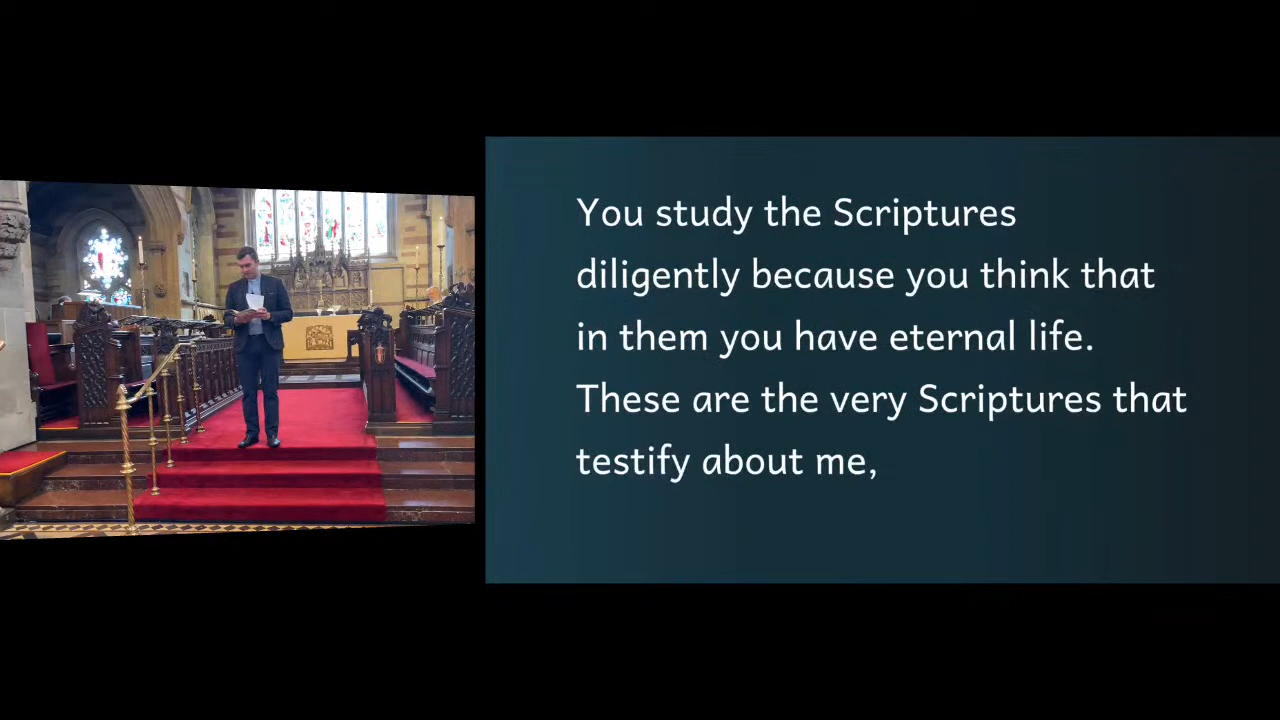 You study the Scriptures
diligently because you think that
in them you have eternal life.
These are the very Scriptures that
testify about me,